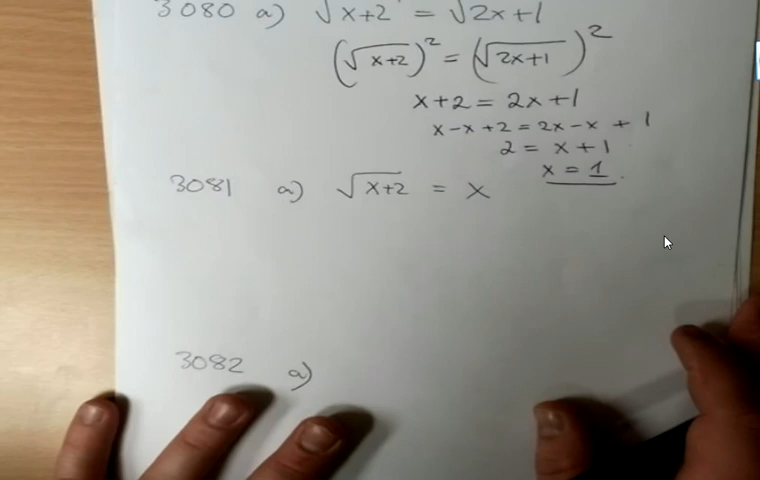 3080 a) √x+2 = √2x+1
(√x+2)² = (√2x+1)²
x+2 = 2x+1
x-x+2 = 2x-x + 1
2 = x+1
x = 1
3081 a) √x+2 = x
3082 a)